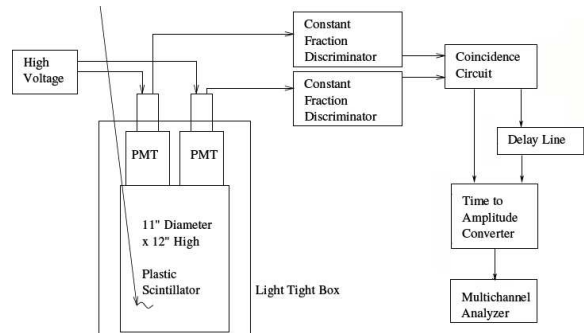 Constant
Fraction
Discriminator
High
Voltage
Coincidence
Circuit
Constant
Fraction
Discriminator
PMT
PMT
Delay Line
11" Diameter
x 12" High
Time to
Amplitude
Converter
Plastic
Scintillator
Light Tight Box
Multichannel
Analyzer